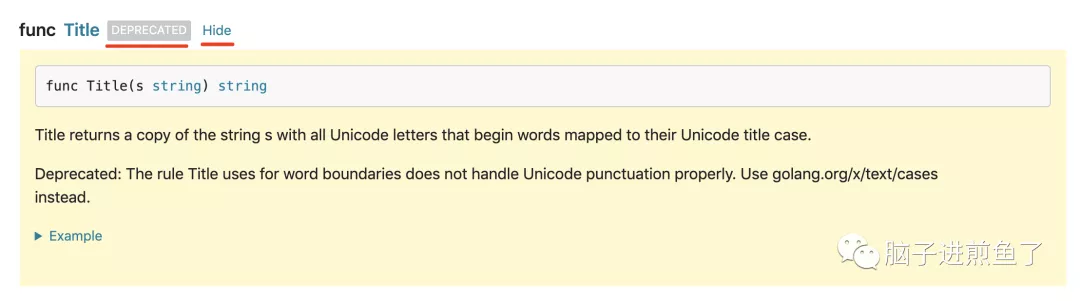 func Title DEPRECATED Hide
func Title(s string) string
Title returns a copy of the string s with all Unicode letters that begin words mapped to their Unicode title case.
Deprecated: The rule Title uses for word boundaries does not handle Unicode punctuation properly. Use golang.org/x/text/cases
instead.
Example
脑子进煎鱼了